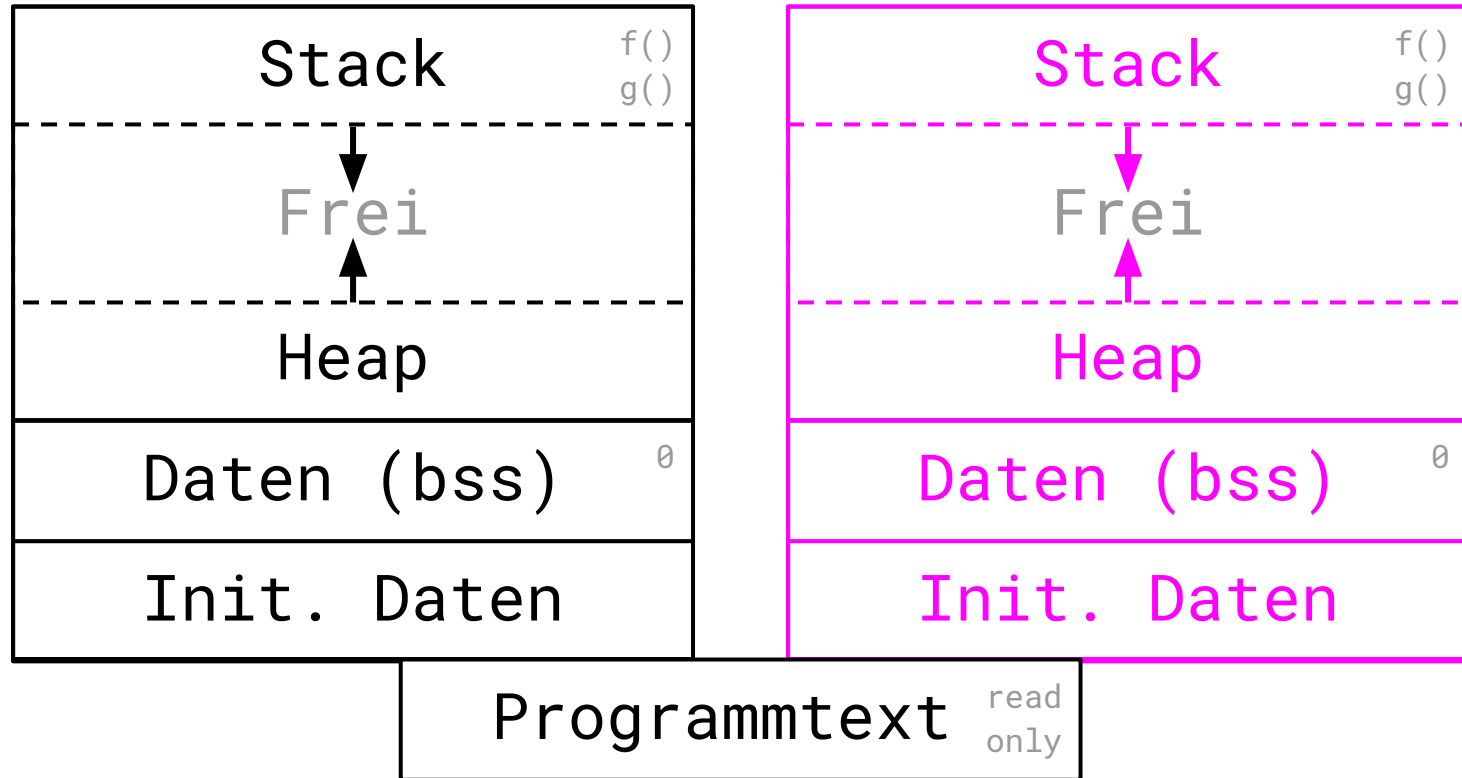 Stack
f()
g()
Frei
Heap
Daten (bss)
0
Init. Daten
Stack
f()
g()
Frei
Heap
Daten (bss)
0
Init. Daten
Programmtext
read
only